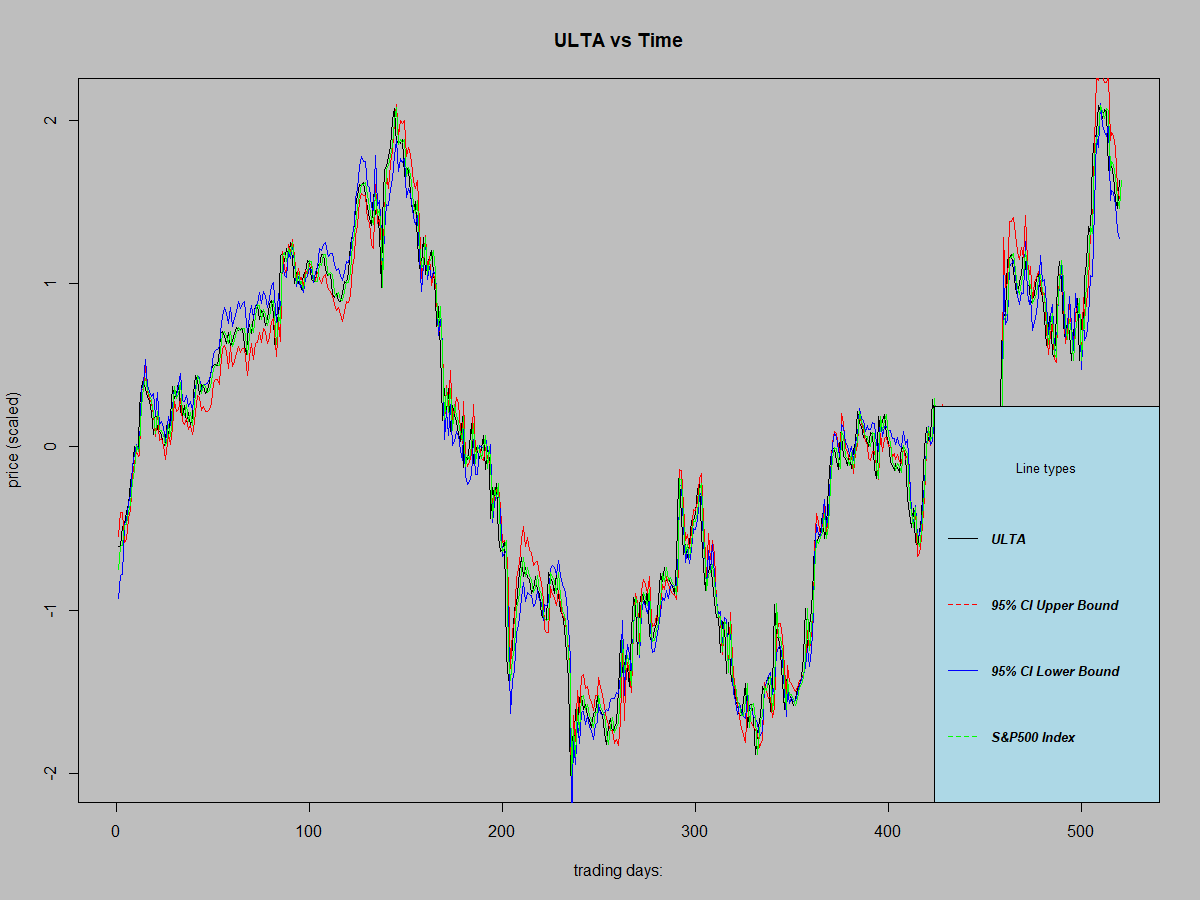 ULTA vs Time
price (scaled)
2
1
0
-1
-2
0 100 200 300 400 500
trading days:
Line types
ULTA
95% CI Upper Bound
95% CI Lower Bound
S&P500 Index